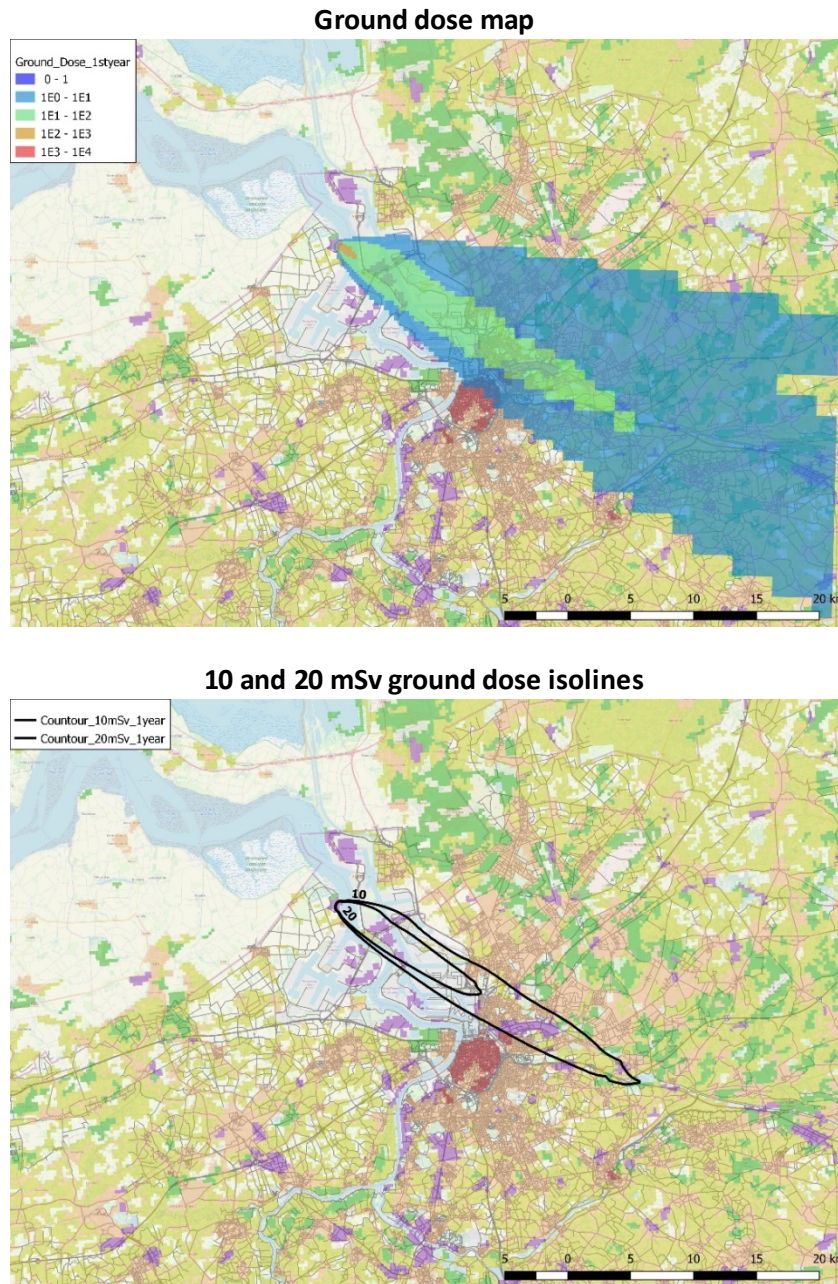 Ground dose map
Ground_Dose_1styear
0 - 1
1E0 - 1E1
1E1 - 1E2
1E2 - 1E3
1E3 - 1E4
5 0 5 10 15 20 km
10 and 20 mSv ground dose isolines
Countour_10mSv_1year
Countour_20mSv_1year
10
20
5 0 5 10 15 20 km